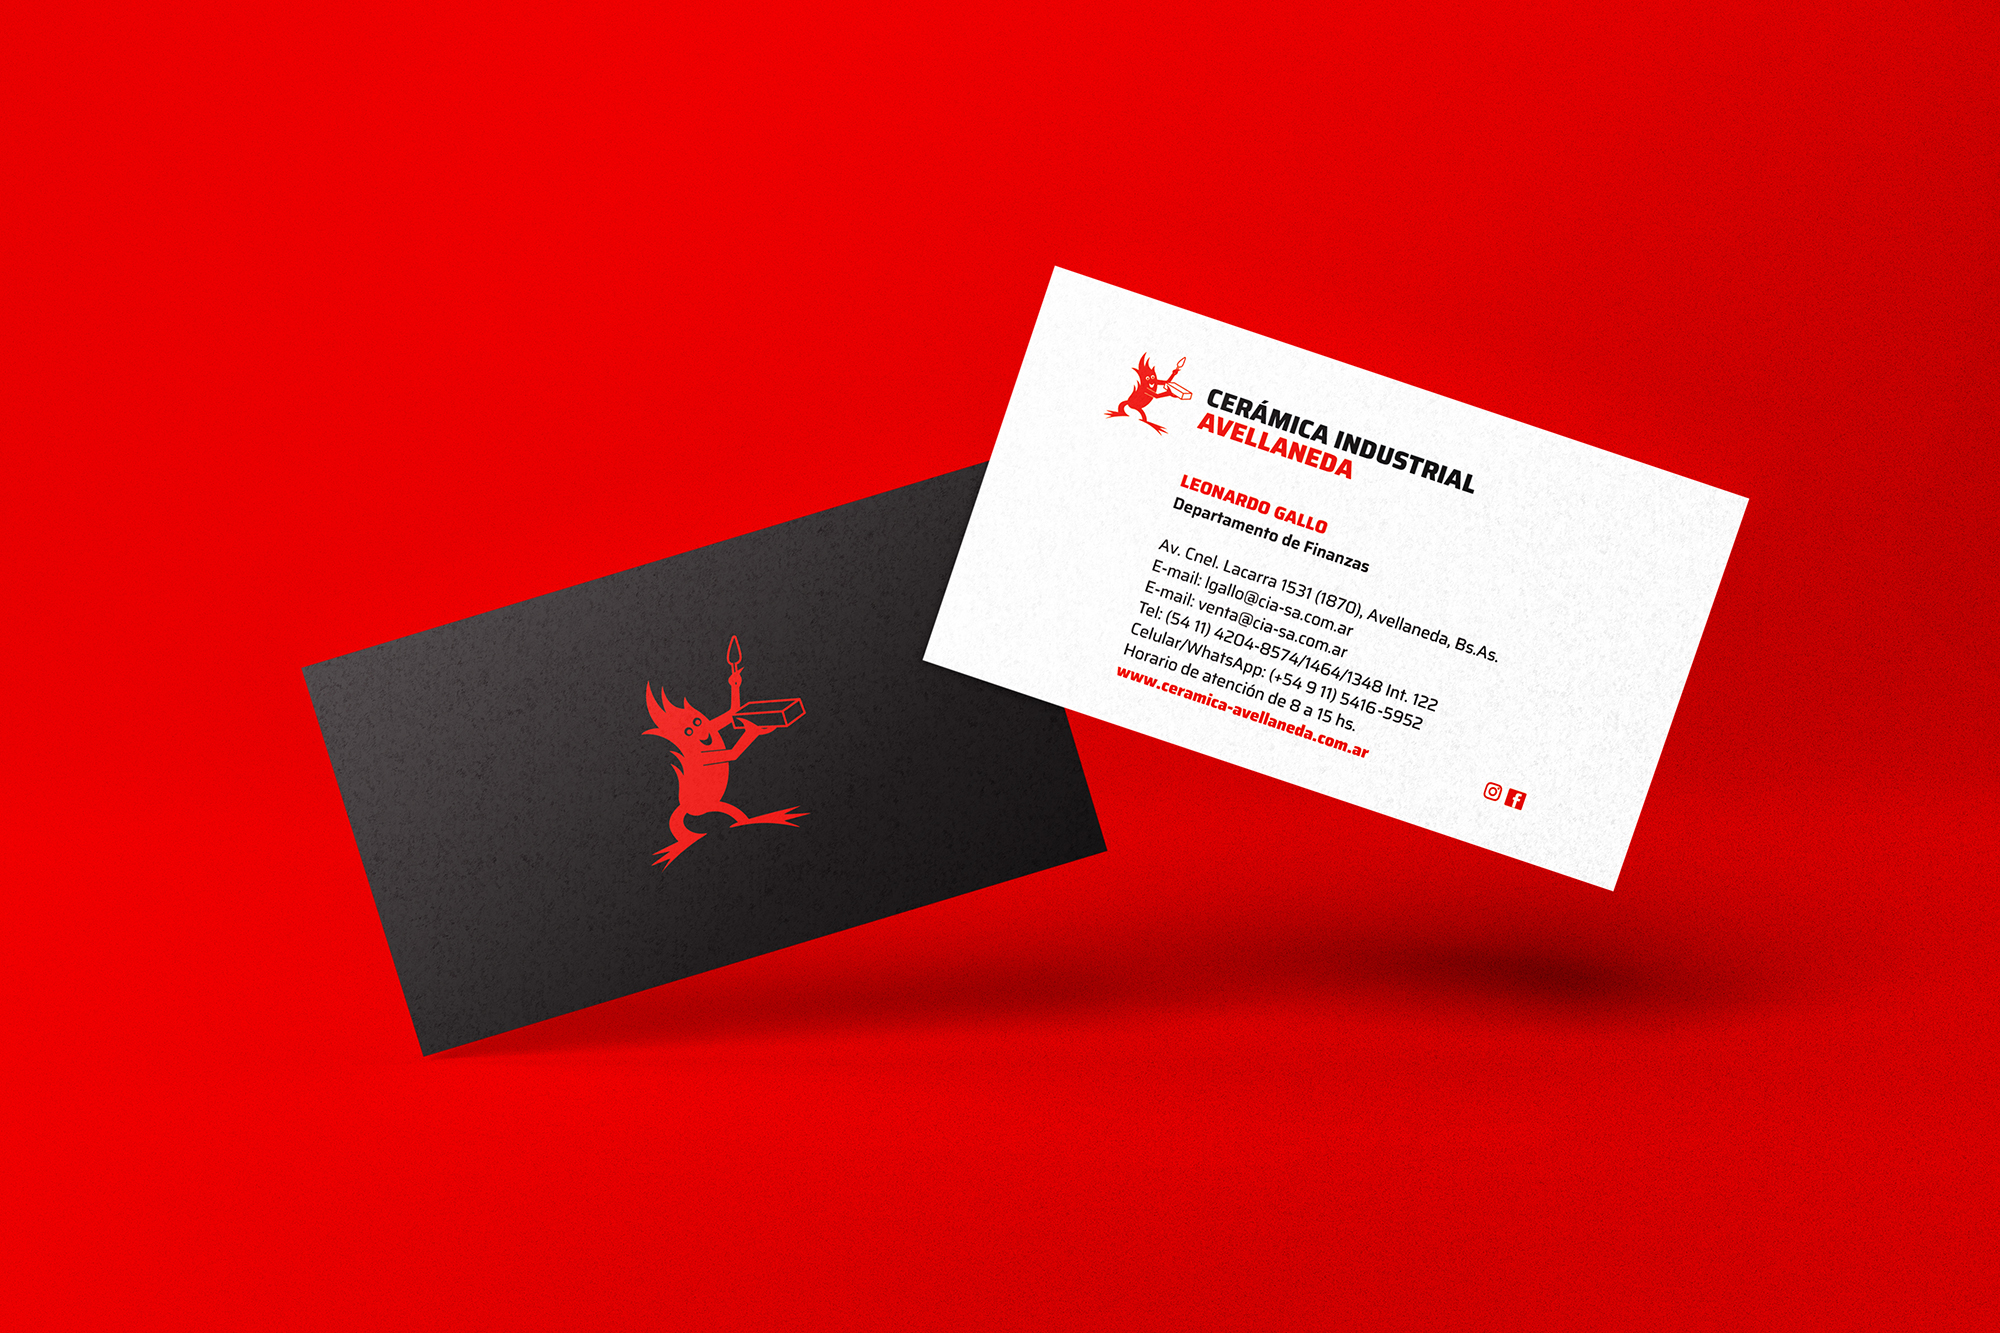 CERÁMICA INDUSTRIAL
AVELLANEDA
LEONARDO GALLO
Departamento de Finanzas
Av. Cnel. Lacarra 1531 (1870), Avellaneda, Bs.As.
E-mail: lgallo@cia-sa.com.ar
E-mail: venta@cia-sa.com.ar
Tel: (54 11) 4204-8574/1464/1348 Int. 122
Celular/WhatsApp: (+54 9 11) 5416-5952
Horario de atención de 8 a 15 hs.
www.ceramica-avellaneda.com.ar